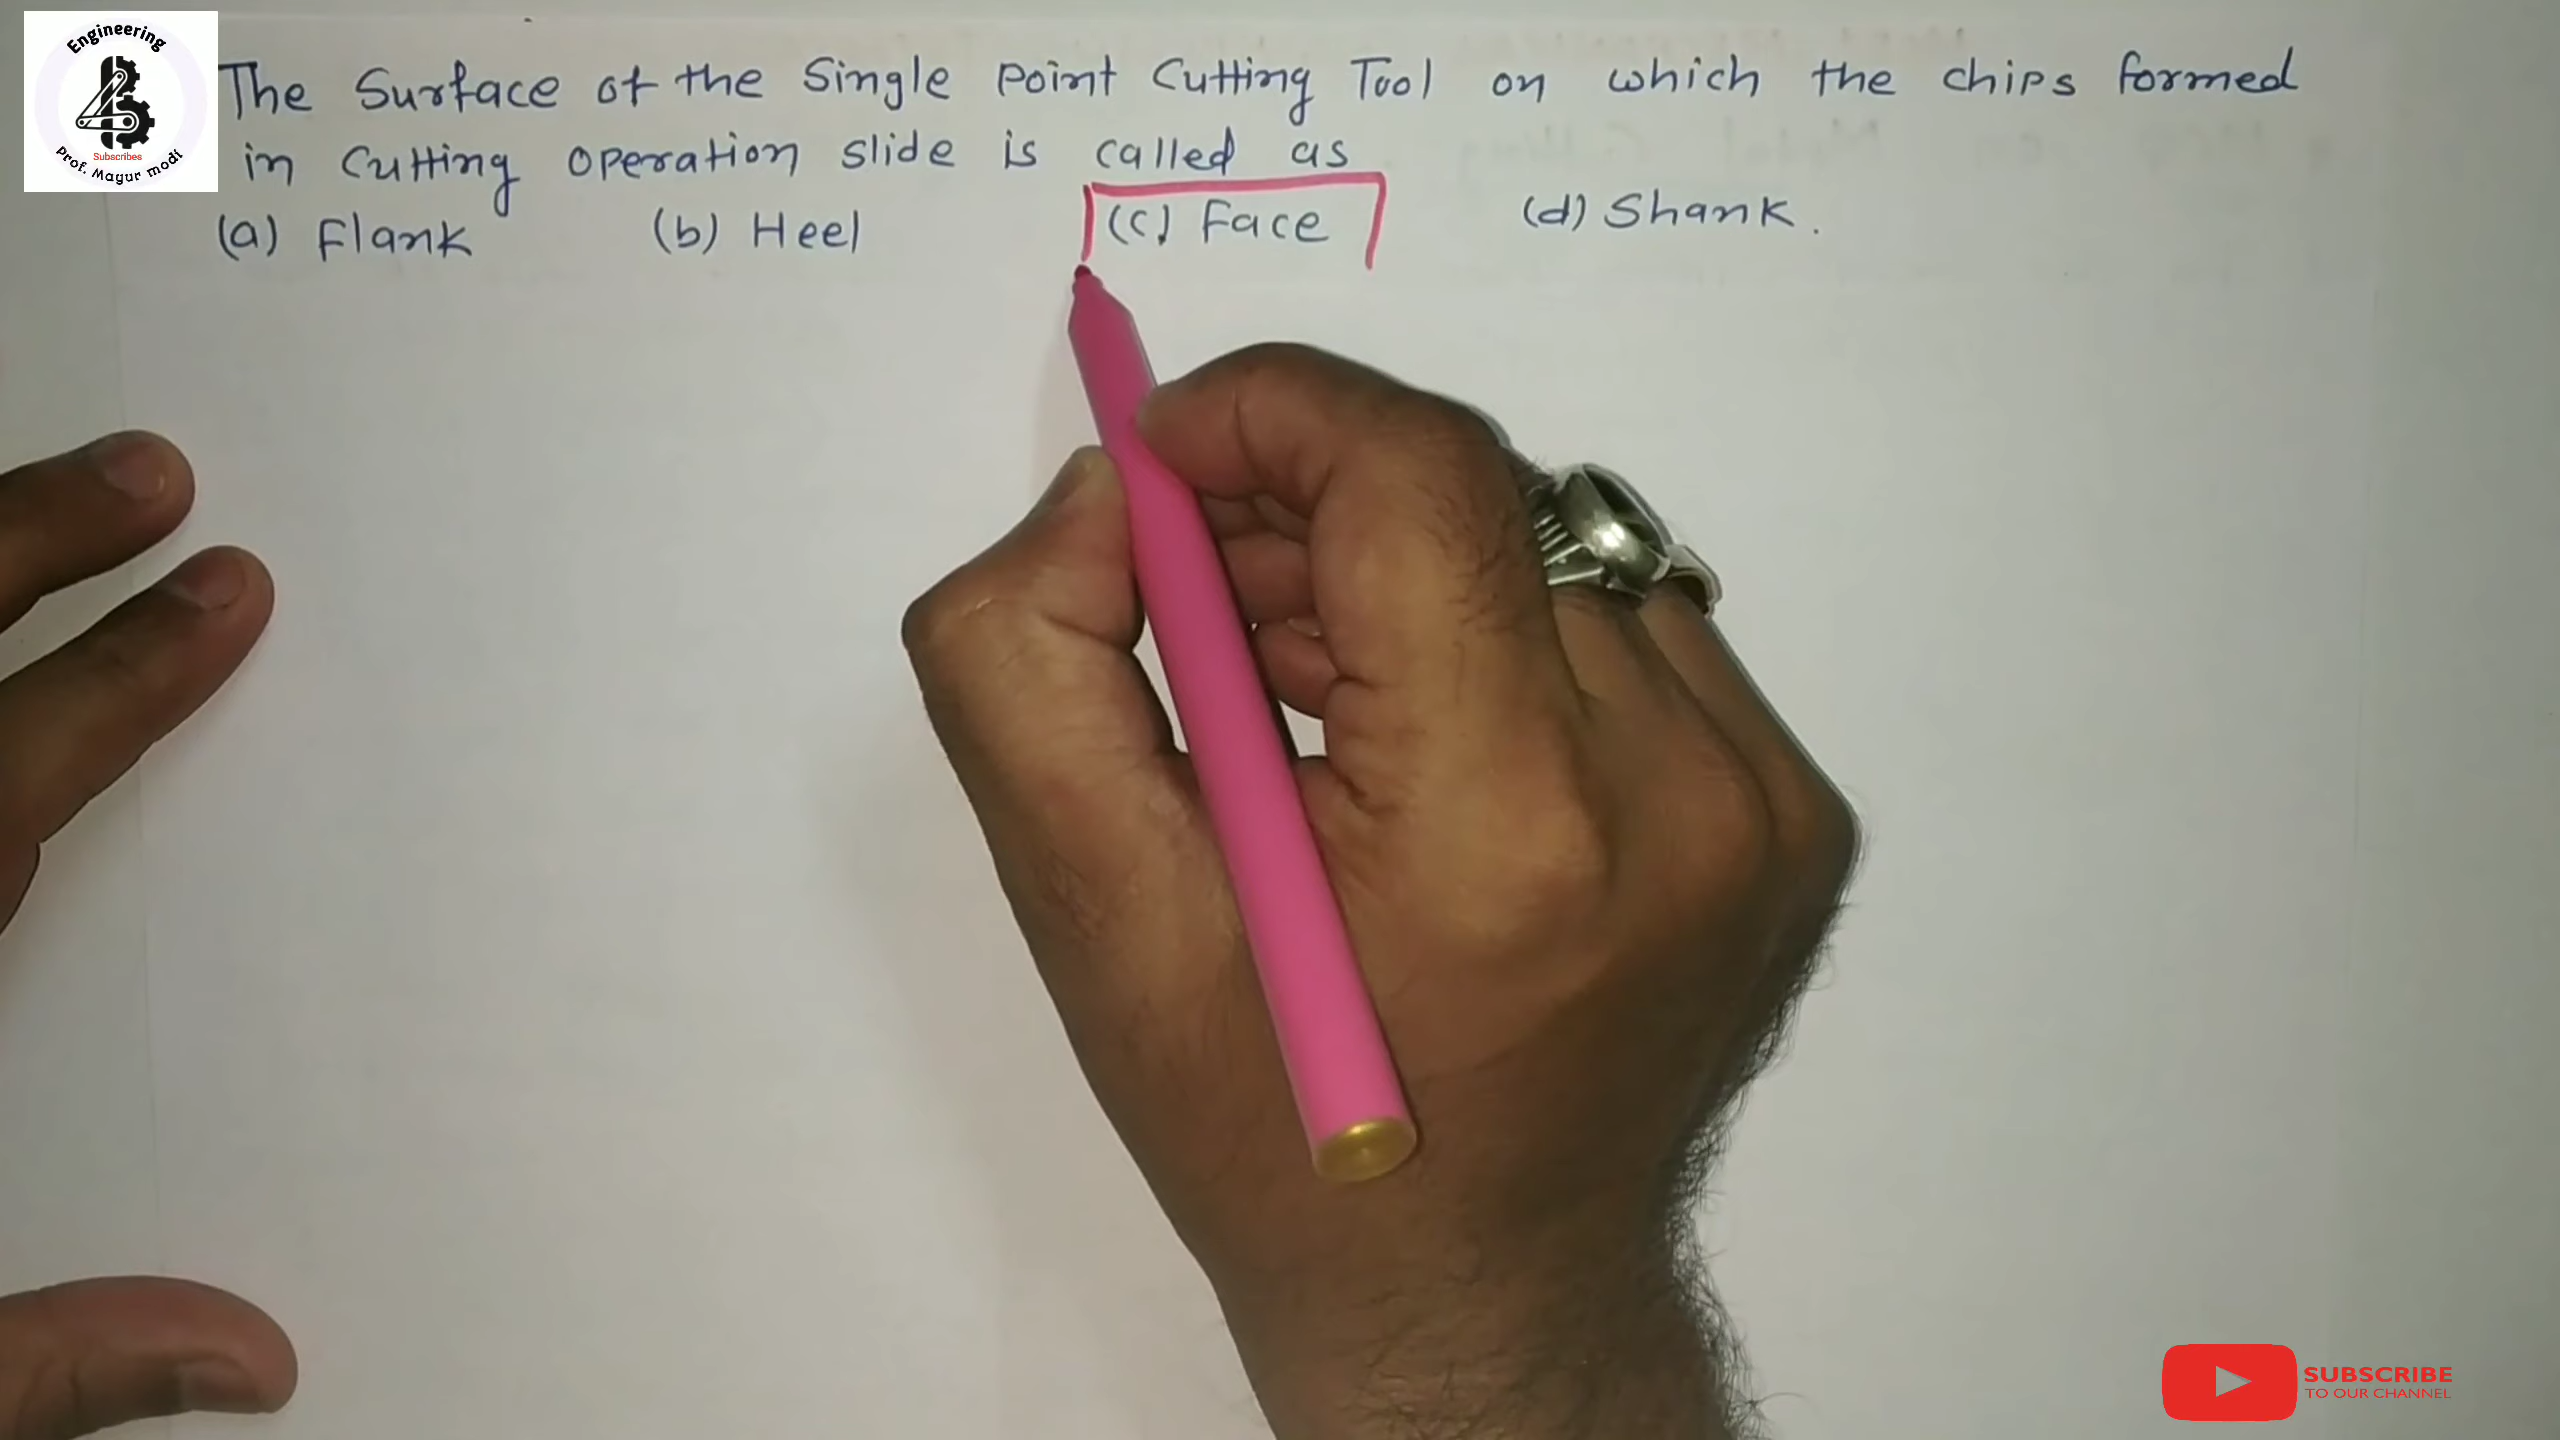 Engineering
Subscribes
Prof. Mayur modi
The Surface of the Single Point Cutting Tool on which the chips formed
in Cutting operation slide is called as
(a) Flank (b) Heel (c) Face (d) Shank.
SUBSCRIBE
TO OUR CHANNEL